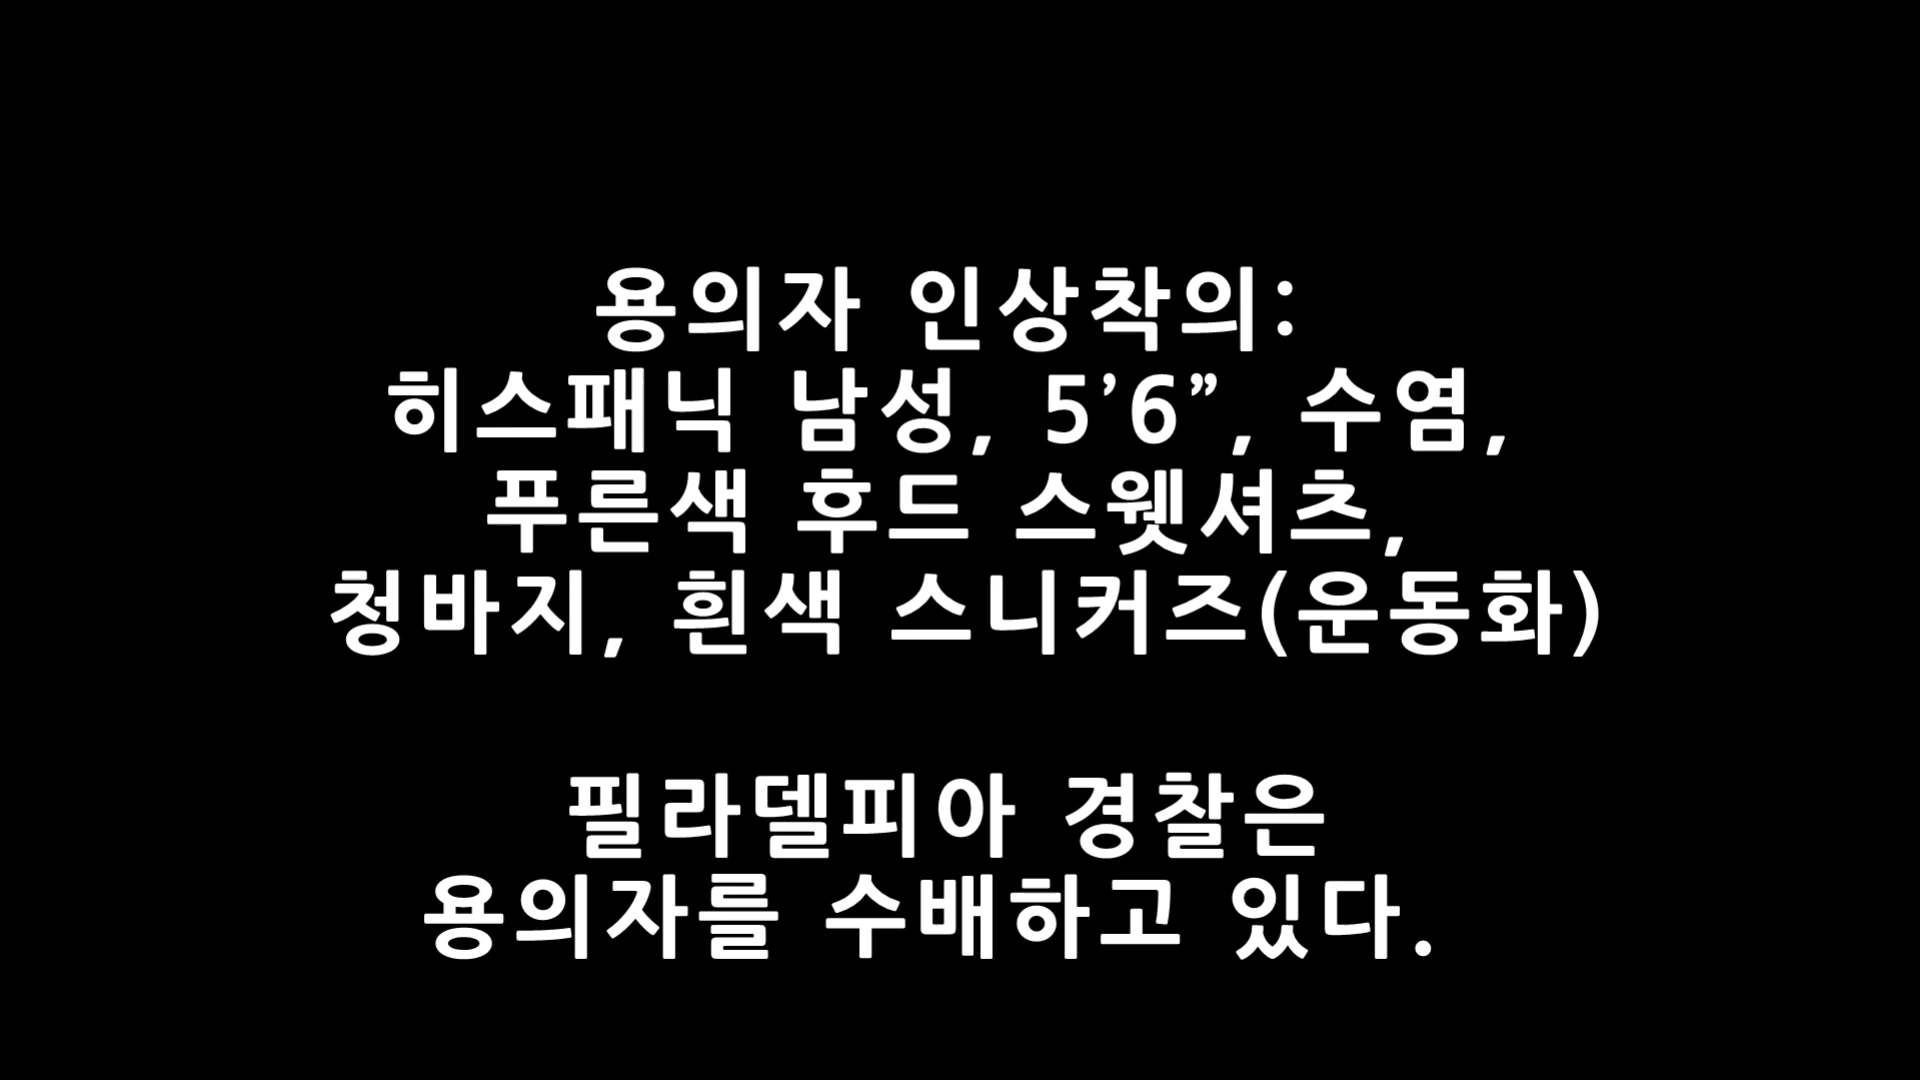 용의자 인상착의:
히스패닉 남성, 5’6”, 수염,
푸른색 후드 스웻셔츠,
청바지, 흰색 스니커즈(운동화)
필라델피아 경찰은
용의자를 수배하고 있다.